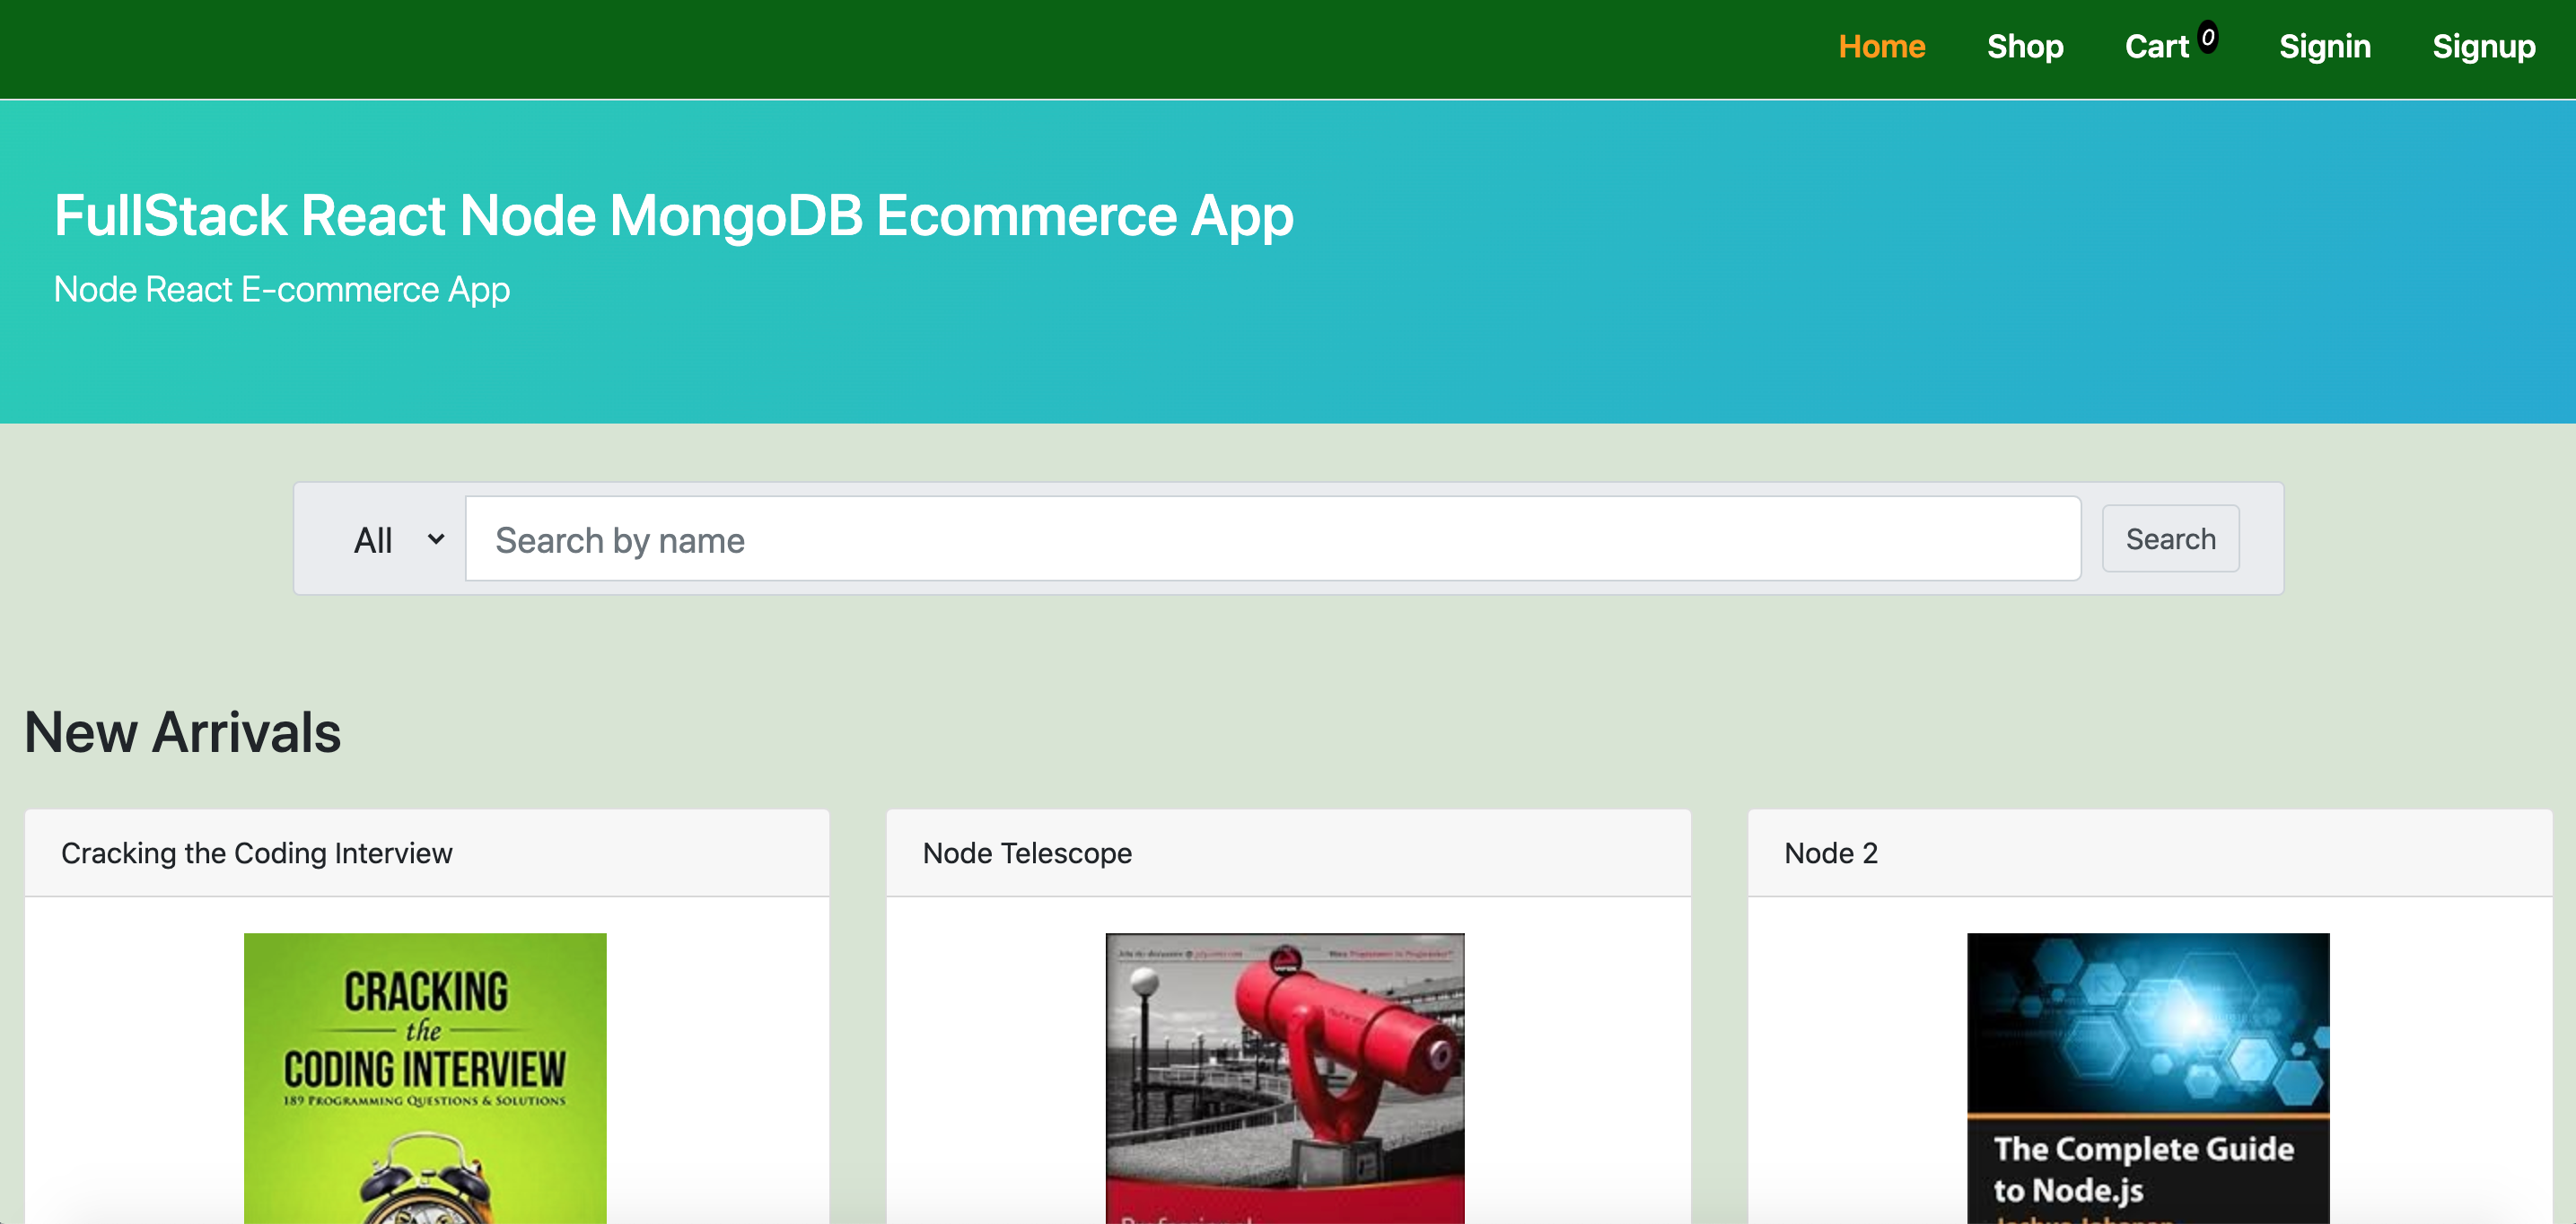 Home Shop Cart 0 Signin Signup
FullStack React Node MongoDB Ecommerce App
Node React E-commerce App
All
Search by name
Search
New Arrivals
Cracking the Coding Interview
Node Telescope
Node 2
CRACKING
the
CODING INTERVIEW
189 PROGRAMMING QUESTIONS & SOLUTIONS
The Complete Guide
to Node.js